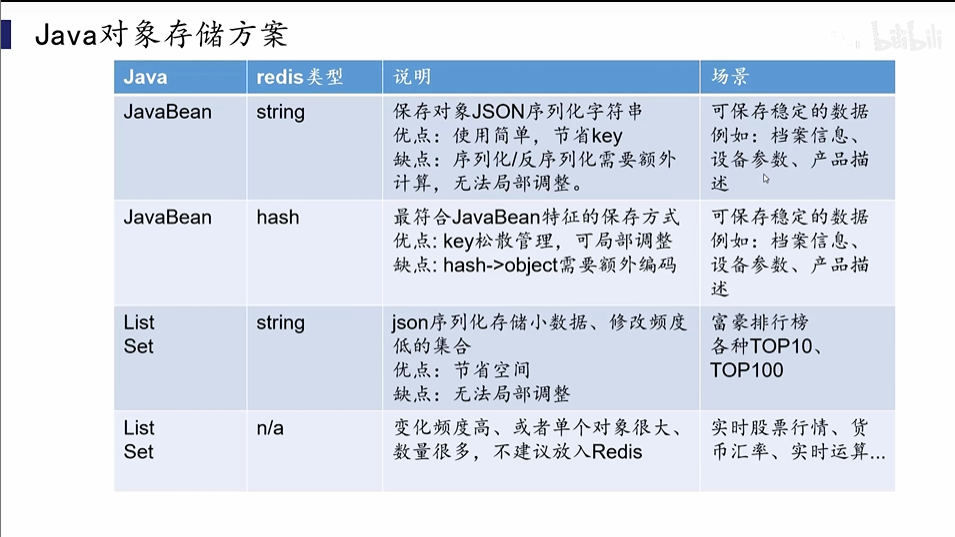 Java对象存储方案
bilibili
Java redis类型 说明 场景
JavaBean string 保存对象JSON序列化字符串 可保存稳定的数据
优点：使用简单，节省key 例如：档案信息、
缺点：序列化/反序列化需要额外 设备参数、产品描
计算，无法局部调整。 述
JavaBean hash 最符合JavaBean特征的保存方式 可保存稳定的数据
优点: key松散管理，可局部调整 例如：档案信息、
缺点: hash->object需要额外编码 设备参数、产品描
述
List string json序列化存储小数据、修改频度 富豪排行榜
Set 低的集合 各种TOP10、
优点：节省空间 TOP100
缺点：无法局部调整
List n/a 变化频度高、或者单个对象很大、 实时股票行情、货
Set 数量很多，不建议放入Redis 币汇率、实时运算...